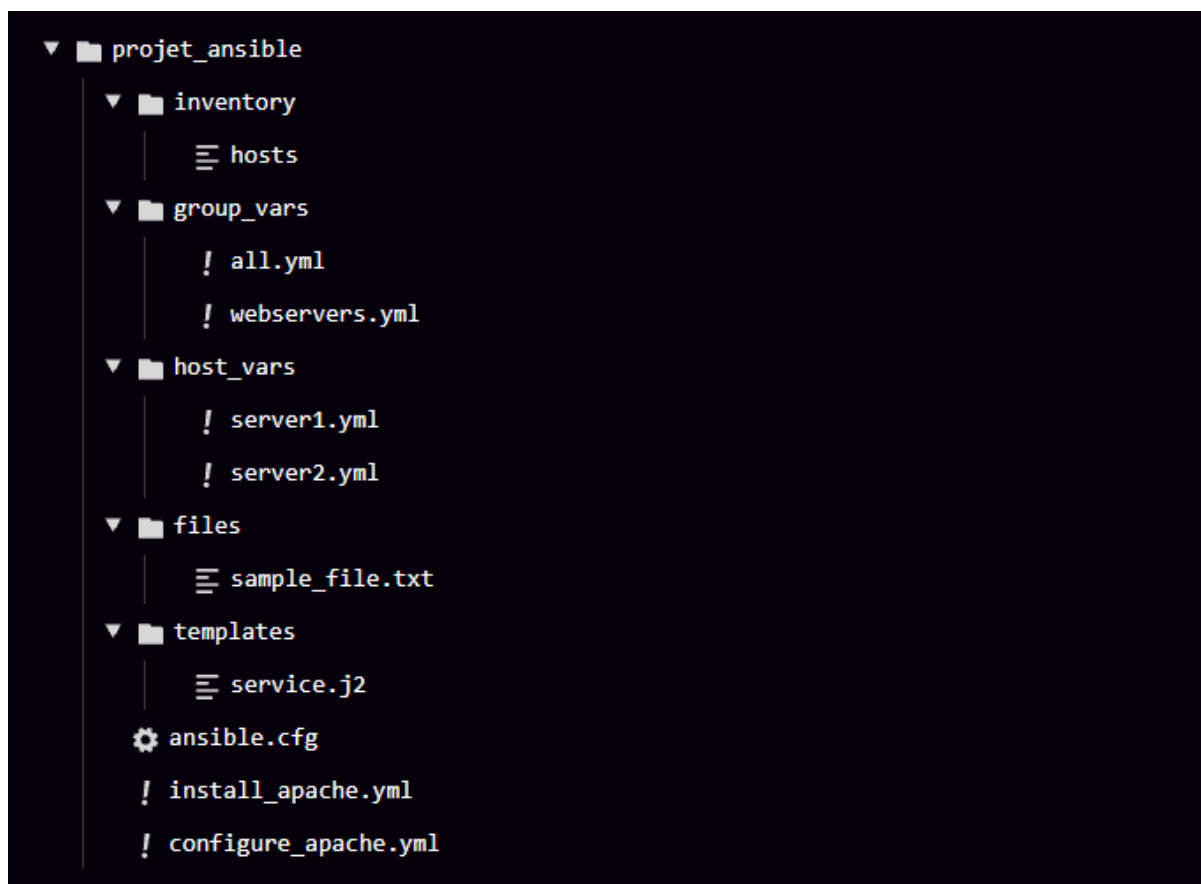 projet_ansible
inventory
hosts
group_vars
all.yml
webservers.yml
host_vars
server1.yml
server2.yml
files
sample_file.txt
templates
service.j2
ansible.cfg
install_apache.yml
configure_apache.yml